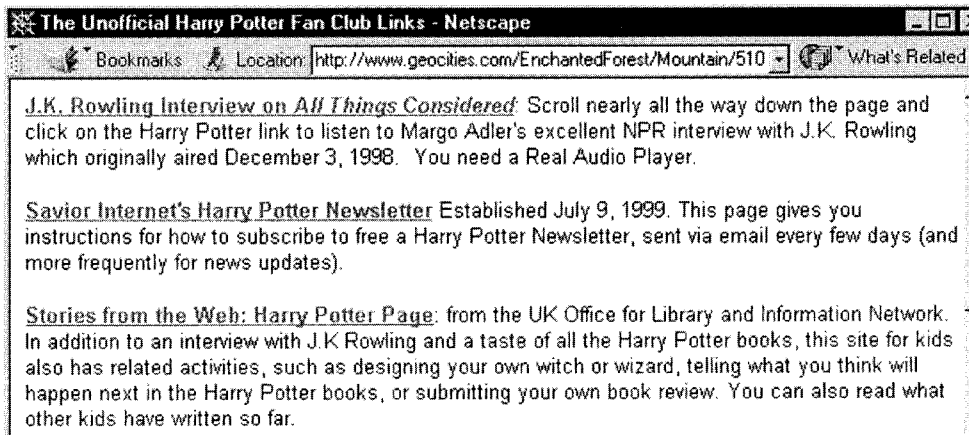 The Unofficial Harry Potter Fan Club Links - Netscape
Bookmarks Location: http://www.geocities.com/EnchantedForest/Mountain/510 What's Related
J.K. Rowling Interview on All Things Considered: Scroll nearly all the way down the page and
click on the Harry Potter link to listen to Margo Adler's excellent NPR interview with J.K. Rowling
which originally aired December 3, 1998. You need a Real Audio Player.
Savior Internet's Harry Potter Newsletter Established July 9, 1999. This page gives you
instructions for how to subscribe to free a Harry Potter Newsletter, sent via email every few days (and
more frequently for news updates).
Stories from the Web: Harry Potter Page: from the UK Office for Library and Information Network.
In addition to an interview with J.K Rowling and a taste of all the Harry Potter books, this site for kids
also has related activities, such as designing your own witch or wizard, telling what you think will
happen next in the Harry Potter books, or submitting your own book review. You can also read what
other kids have written so far.